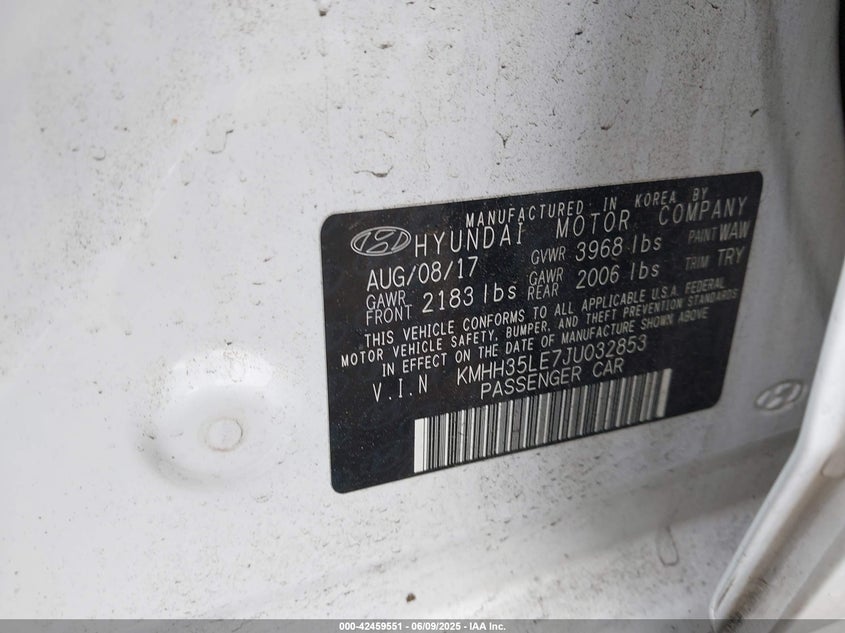 MANUFACTURED IN KOREA BY
HYUNDAI MOTOR COMPANY
AUG/08/17 GVWR 3968 lbs PAINT WAW
GAWR FRONT 2183 lbs GAWR REAR 2006 lbs TRIM TRY
THIS VEHICLE CONFORMS TO ALL APPLICABLE U.S.A. FEDERAL
MOTOR VEHICLE SAFETY, BUMPER, AND THEFT PREVENTION STANDARDS
IN EFFECT ON THE DATE OF MANUFACTURE SHOWN ABOVE
V.I.N KMHH35LE7JU032853
PASSENGER CAR
000-42459551 - 06/09/2025 - IAA Inc.